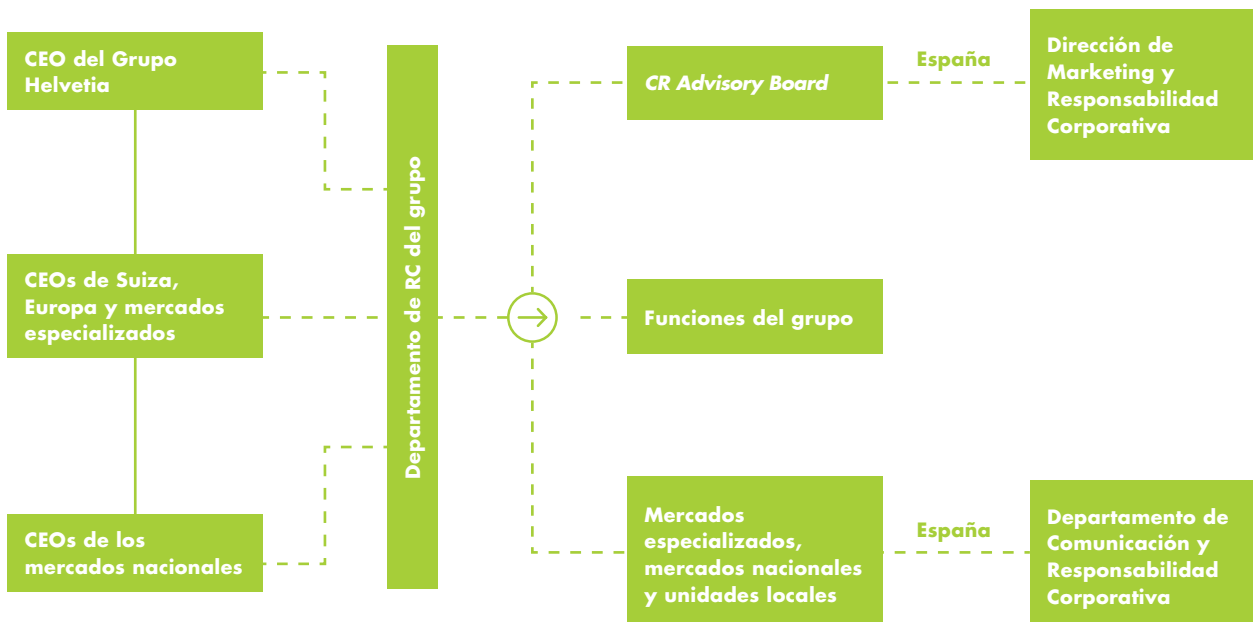 CEO del Grupo
Helvetia
CEOs de Suiza,
Europa y mercados
especializados
CEOs de los
mercados nacionales
Departamento de RC del grupo
CR Advisory Board
España
Dirección de
Marketing y
Responsabilidad
Corporativa
Funciones del grupo
Mercados
especializados,
mercados nacionales
y unidades locales
España
Departamento de
Comunicación y
Responsabilidad
Corporativa